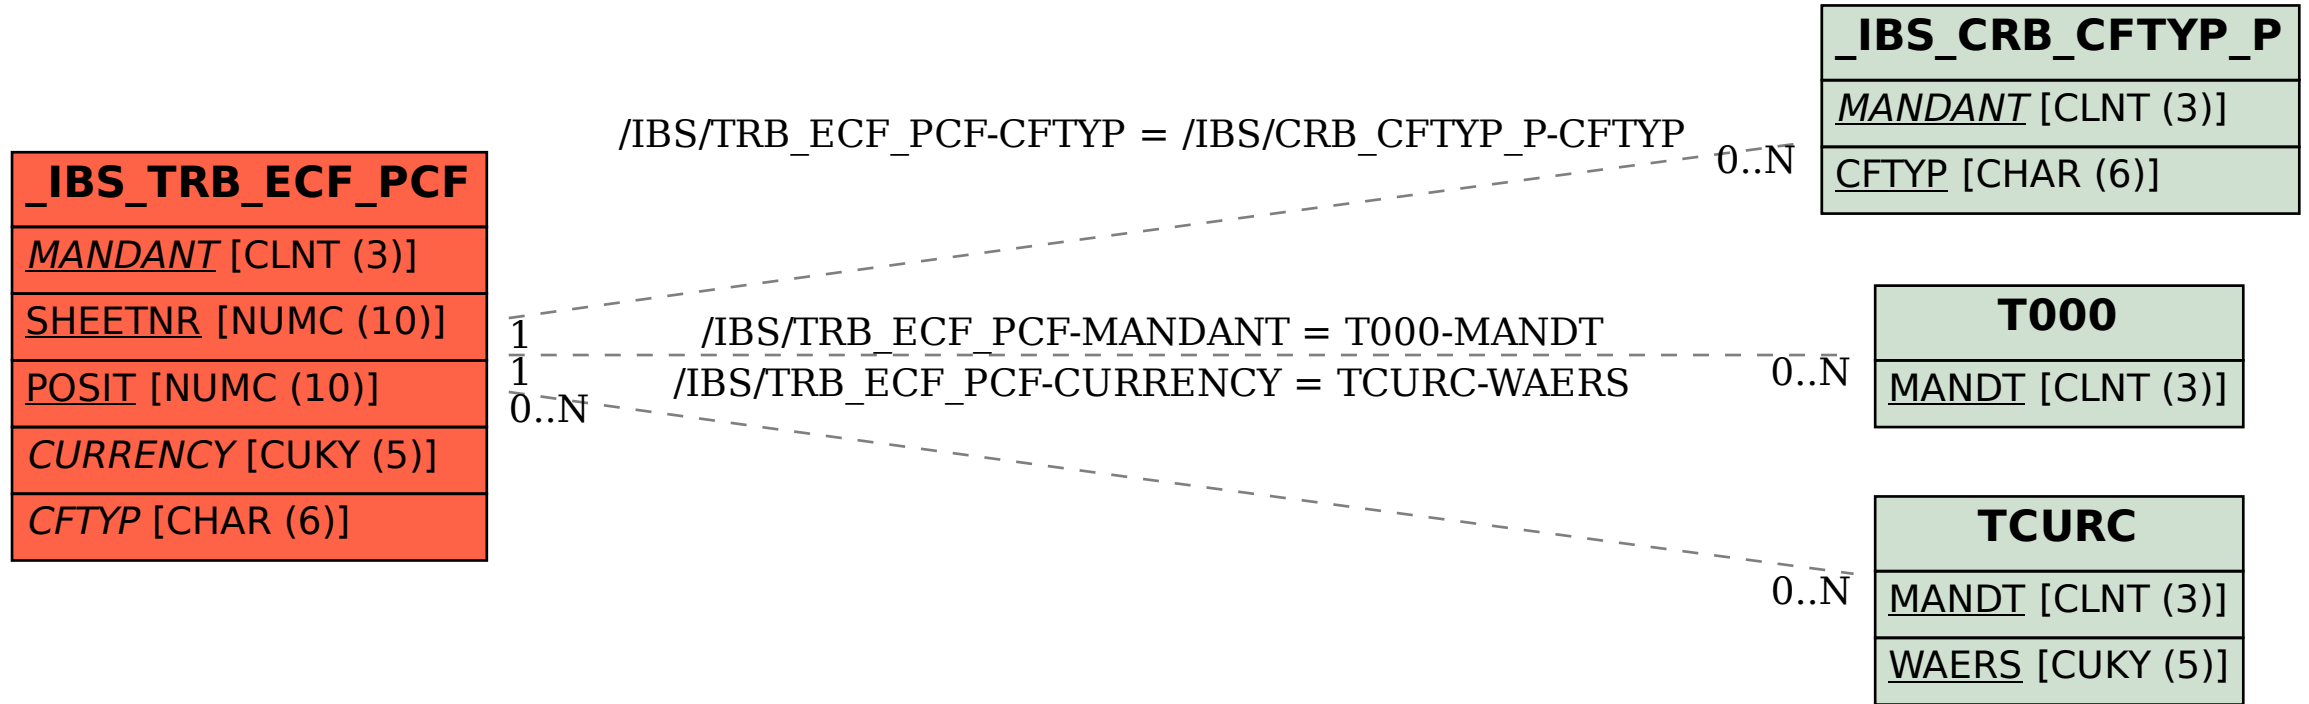 _IBS_TRB_ECF_PCF
MANDANT [CLNT (3)]
SHEETNR [NUMC (10)]
POSIT [NUMC (10)]
CURRENCY [CUKY (5)]
CFTYP [CHAR (6)]
/IBS/TRB_ECF_PCF-CFTYP = /IBS/CRB_CFTYP_P-CFTYP
0..N
1
/IBS/TRB_ECF_PCF-MANDANT = T000-MANDT
1
0..N
/IBS/TRB_ECF_PCF-CURRENCY = TCURC-WAERS
0..N
0..N
_IBS_CRB_CFTYP_P
MANDANT [CLNT (3)]
CFTYP [CHAR (6)]
T000
MANDT [CLNT (3)]
TCURC
MANDT [CLNT (3)]
WAERS [CUKY (5)]